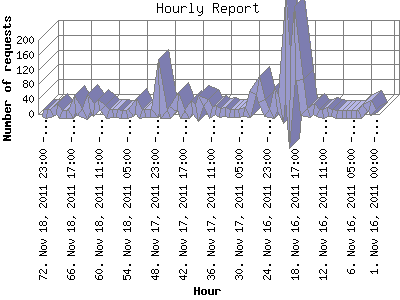 Hourly Report
Number of requests
200
160
120
80
40
0
72. Nov 18, 2011 23:00 -...
66. Nov 18, 2011 17:00 -...
60. Nov 18, 2011 11:00 -...
54. Nov 18, 2011 05:00 -...
48. Nov 17, 2011 23:00 -...
42. Nov 17, 2011 17:00 -...
36. Nov 17, 2011 11:00 -...
30. Nov 17, 2011 05:00 -...
24. Nov 16, 2011 23:00 -...
18. Nov 16, 2011 17:00 -...
12. Nov 16, 2011 11:00 -...
6. Nov 16, 2011 05:00 -...
1. Nov 16, 2011 00:00 -...
Hour